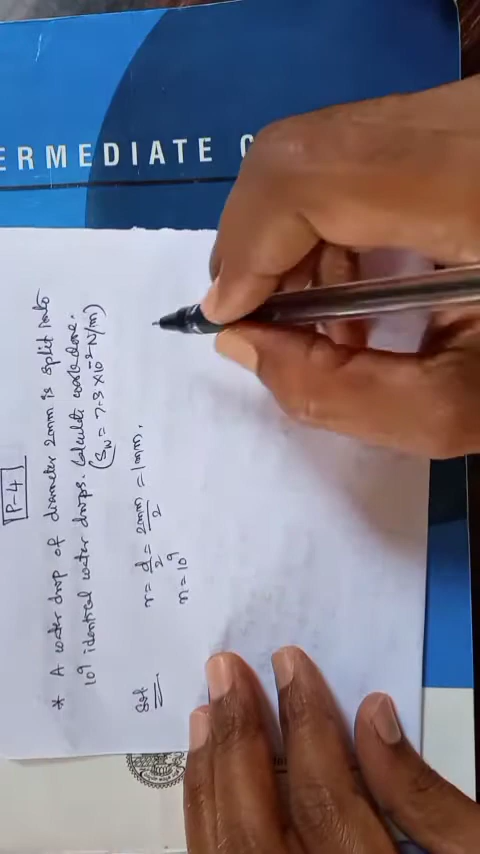 ERMEDIATE
P-4
* A water drop of diameter 2mm is split into
10⁹ identical water drops. Calculate work done.
(S_W = 7.3 × 10⁻² N/m)
Sol r = d/2 = 2mm/2 = 1mm.
n = 10⁹